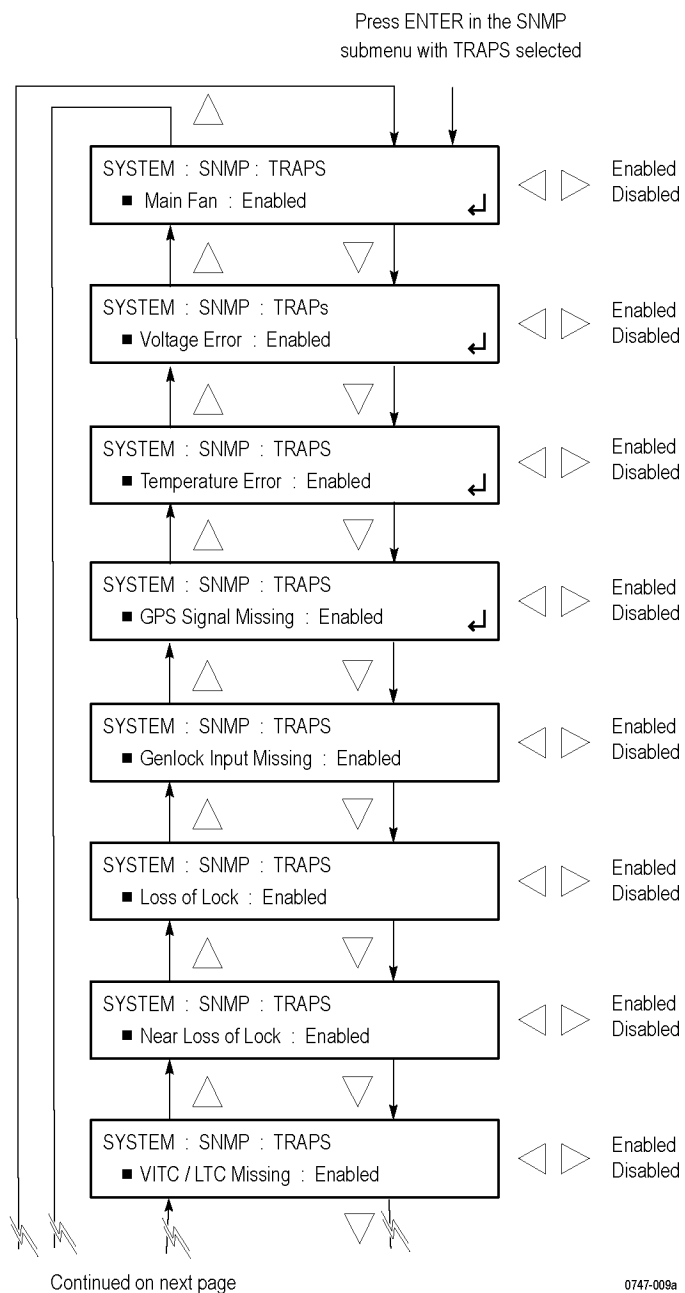 Press ENTER in the SNMP
submenu with TRAPS selected
SYSTEM : SNMP : TRAPS
■ Main Fan : Enabled
Enabled
Disabled
SYSTEM : SNMP : TRAPs
■ Voltage Error : Enabled
Enabled
Disabled
SYSTEM : SNMP : TRAPS
■ Temperature Error : Enabled
Enabled
Disabled
SYSTEM : SNMP : TRAPS
■ GPS Signal Missing : Enabled
Enabled
Disabled
SYSTEM : SNMP : TRAPS
■ Genlock Input Missing : Enabled
Enabled
Disabled
SYSTEM : SNMP : TRAPS
■ Loss of Lock : Enabled
Enabled
Disabled
SYSTEM : SNMP : TRAPS
■ Near Loss of Lock : Enabled
Enabled
Disabled
SYSTEM : SNMP : TRAPS
■ VITC / LTC Missing : Enabled
Enabled
Disabled
Continued on next page
0747-009a